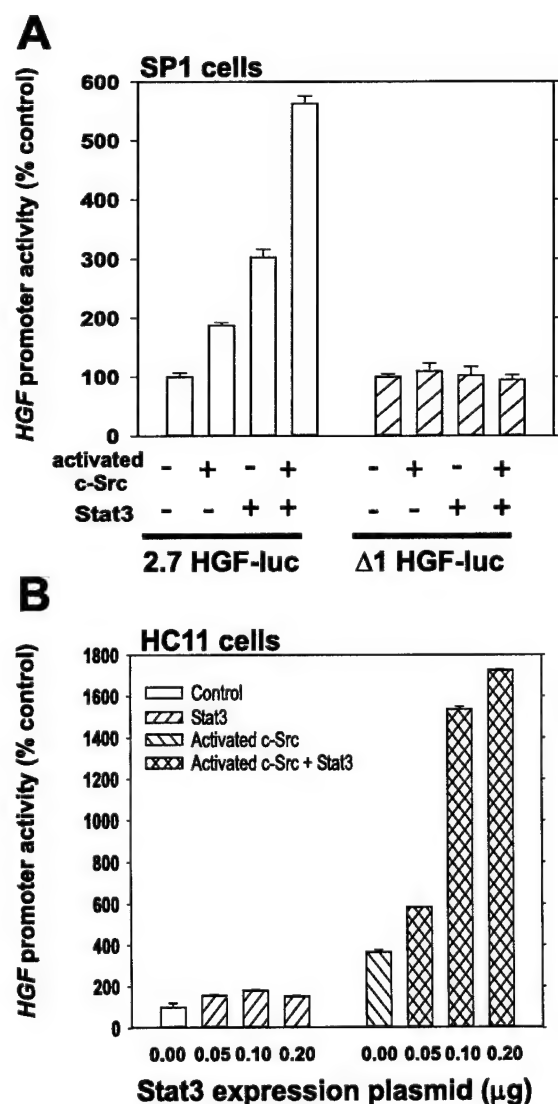 A
SP1 cells
HGF promoter activity (% control)
600
500
400
300
200
100
0
activated c-Src - + - + - + - +
Stat3 - - + + - - + +
2.7 HGF-luc Δ1 HGF-luc
B
HC11 cells
HGF promoter activity (% control)
1800
1600
1400
1200
1000
800
600
400
200
0
Control
Stat3
Activated c-Src
Activated c-Src + Stat3
0.00 0.05 0.10 0.20 0.00 0.05 0.10 0.20
Stat3 expression plasmid (μg)